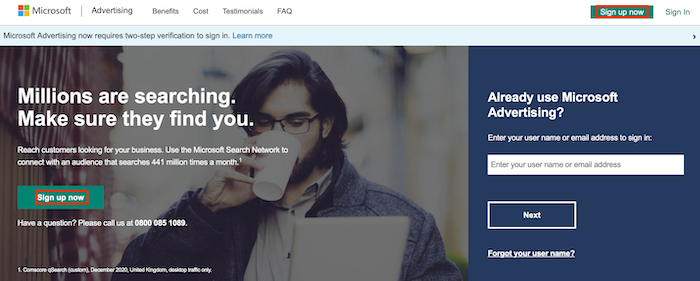 Microsoft Advertising Benefits Cost Testimonials FAQ Sign up now Sign In
Microsoft Advertising now requires two-step verification to sign in. Learn more
Millions are searching.
Make sure they find you.
Reach customers looking for your business. Use the Microsoft Search Network to
connect with an audience that searches 441 million times a month.1
Sign up now
Have a question? Please call us at 0800 085 1089.
1. Comscore qSearch (custom), December 2020, United Kingdom, desktop traffic only.
Already use Microsoft
Advertising?
Enter your user name or email address to sign in:
Enter your user name or email address
Next
Forgot your user name?